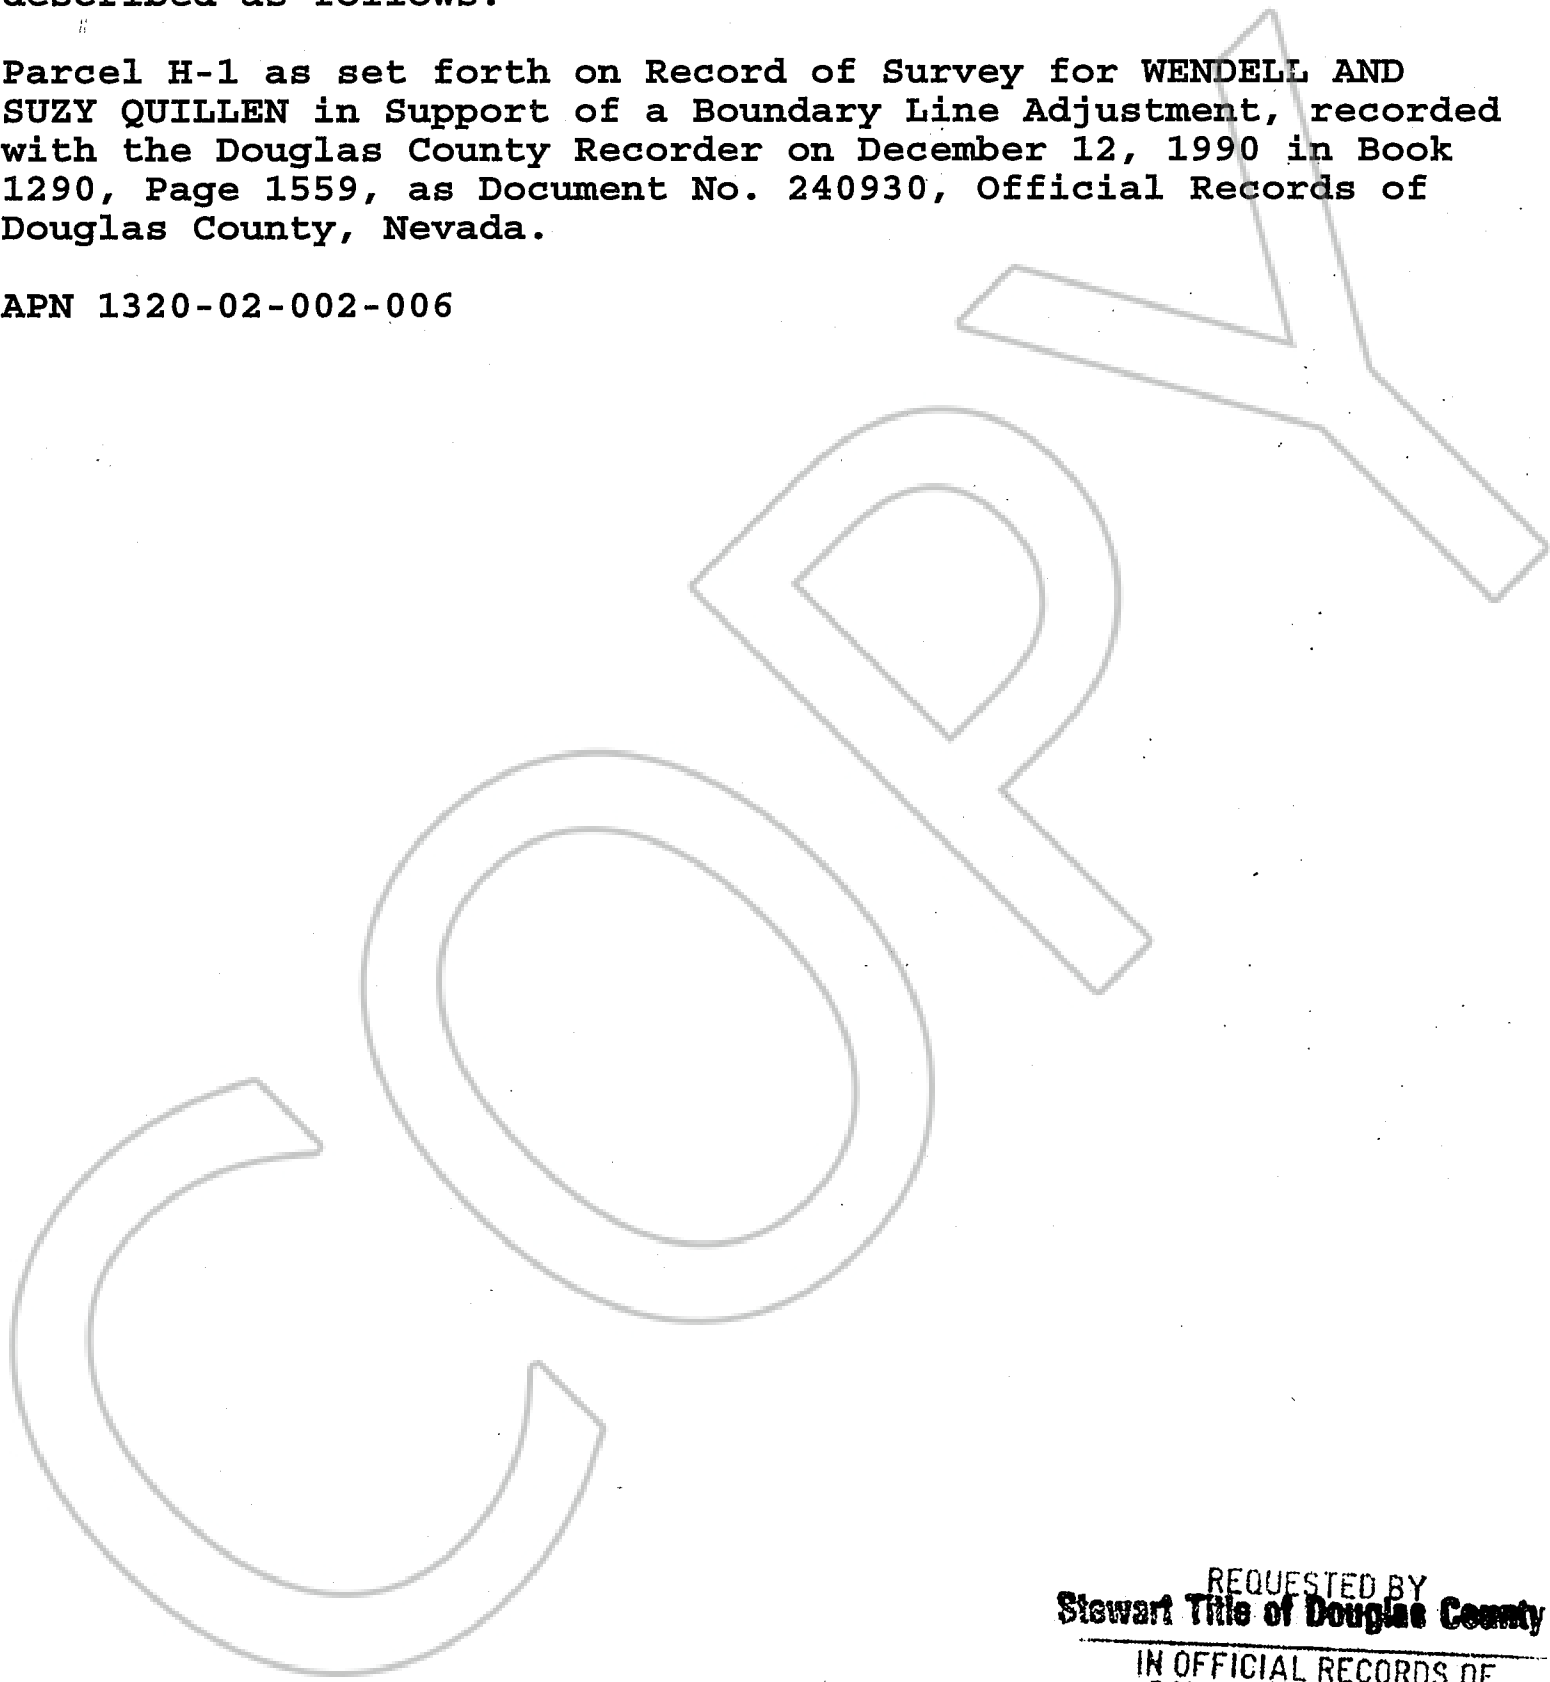 described as follows:
Parcel H-1 as set forth on Record of Survey for WENDELL AND
SUZY QUILLEN in Support of a Boundary Line Adjustment, recorded
with the Douglas County Recorder on December 12, 1990 in Book
1290, Page 1559, as Document No. 240930, Official Records of
Douglas County, Nevada.
APN 1320-02-002-006
COPY
REQUESTED BY
Stewart Title of Douglas County
IN OFFICIAL RECORDS OF